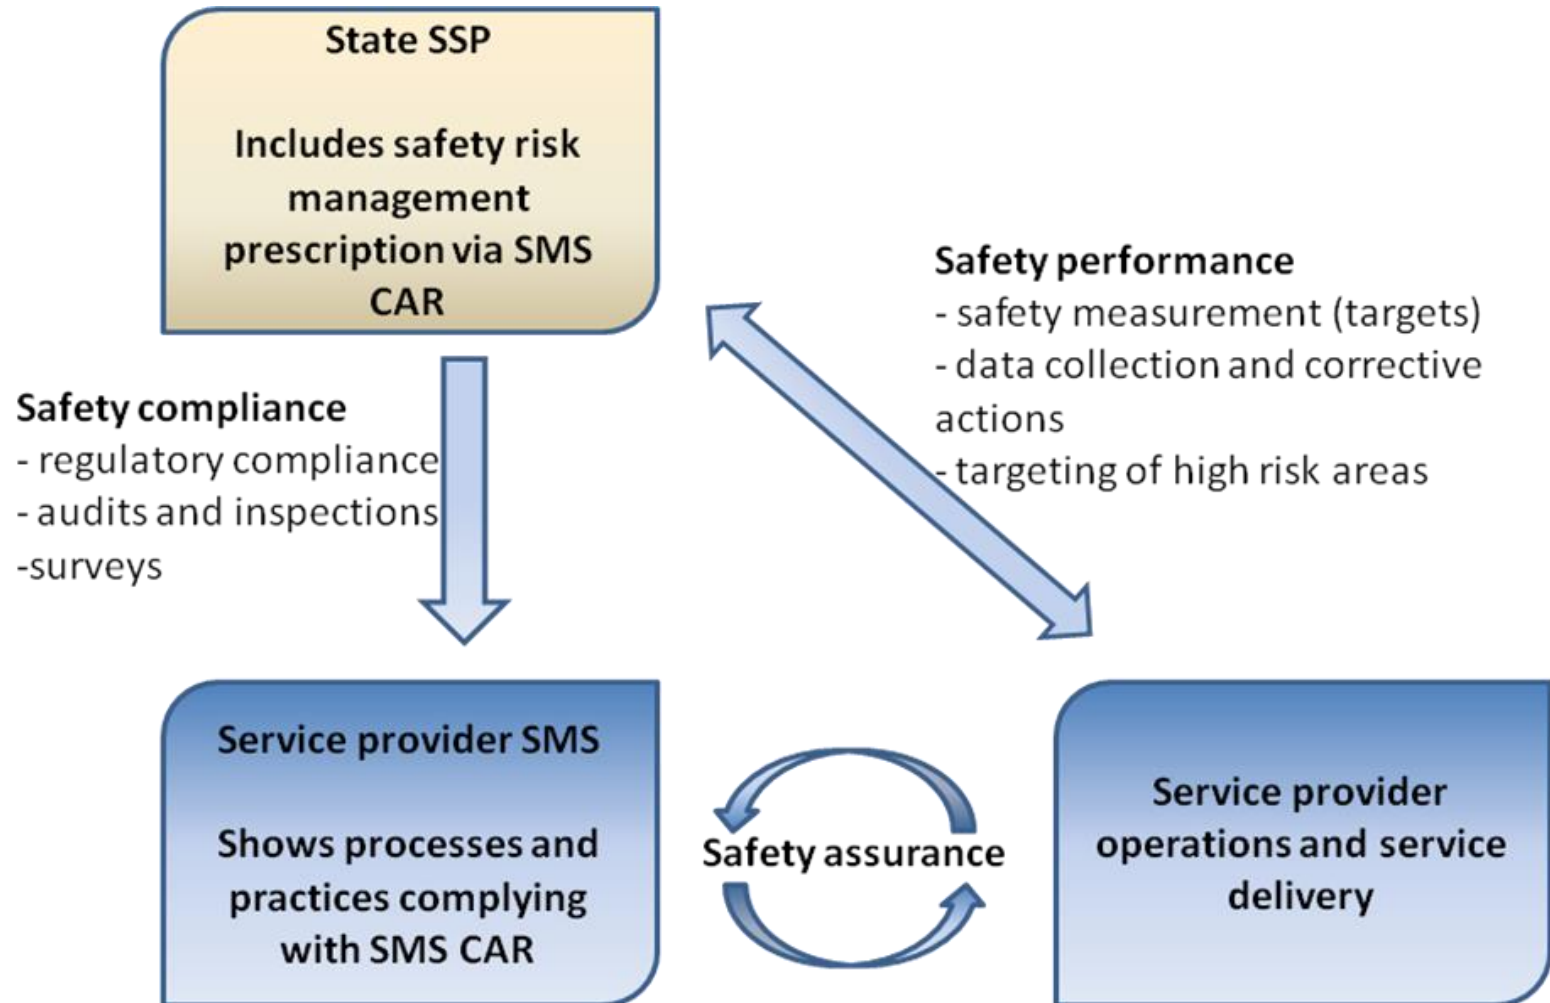 State SSP
Includes safety risk
management
prescription via SMS
CAR
Safety performance
- safety measurement (targets)
- data collection and corrective
actions
- targeting of high risk areas
Safety compliance
- regulatory compliance
- audits and inspections
-surveys
Service provider SMS
Shows processes and
practices complying
with SMS CAR
Safety assurance
Service provider
operations and service
delivery